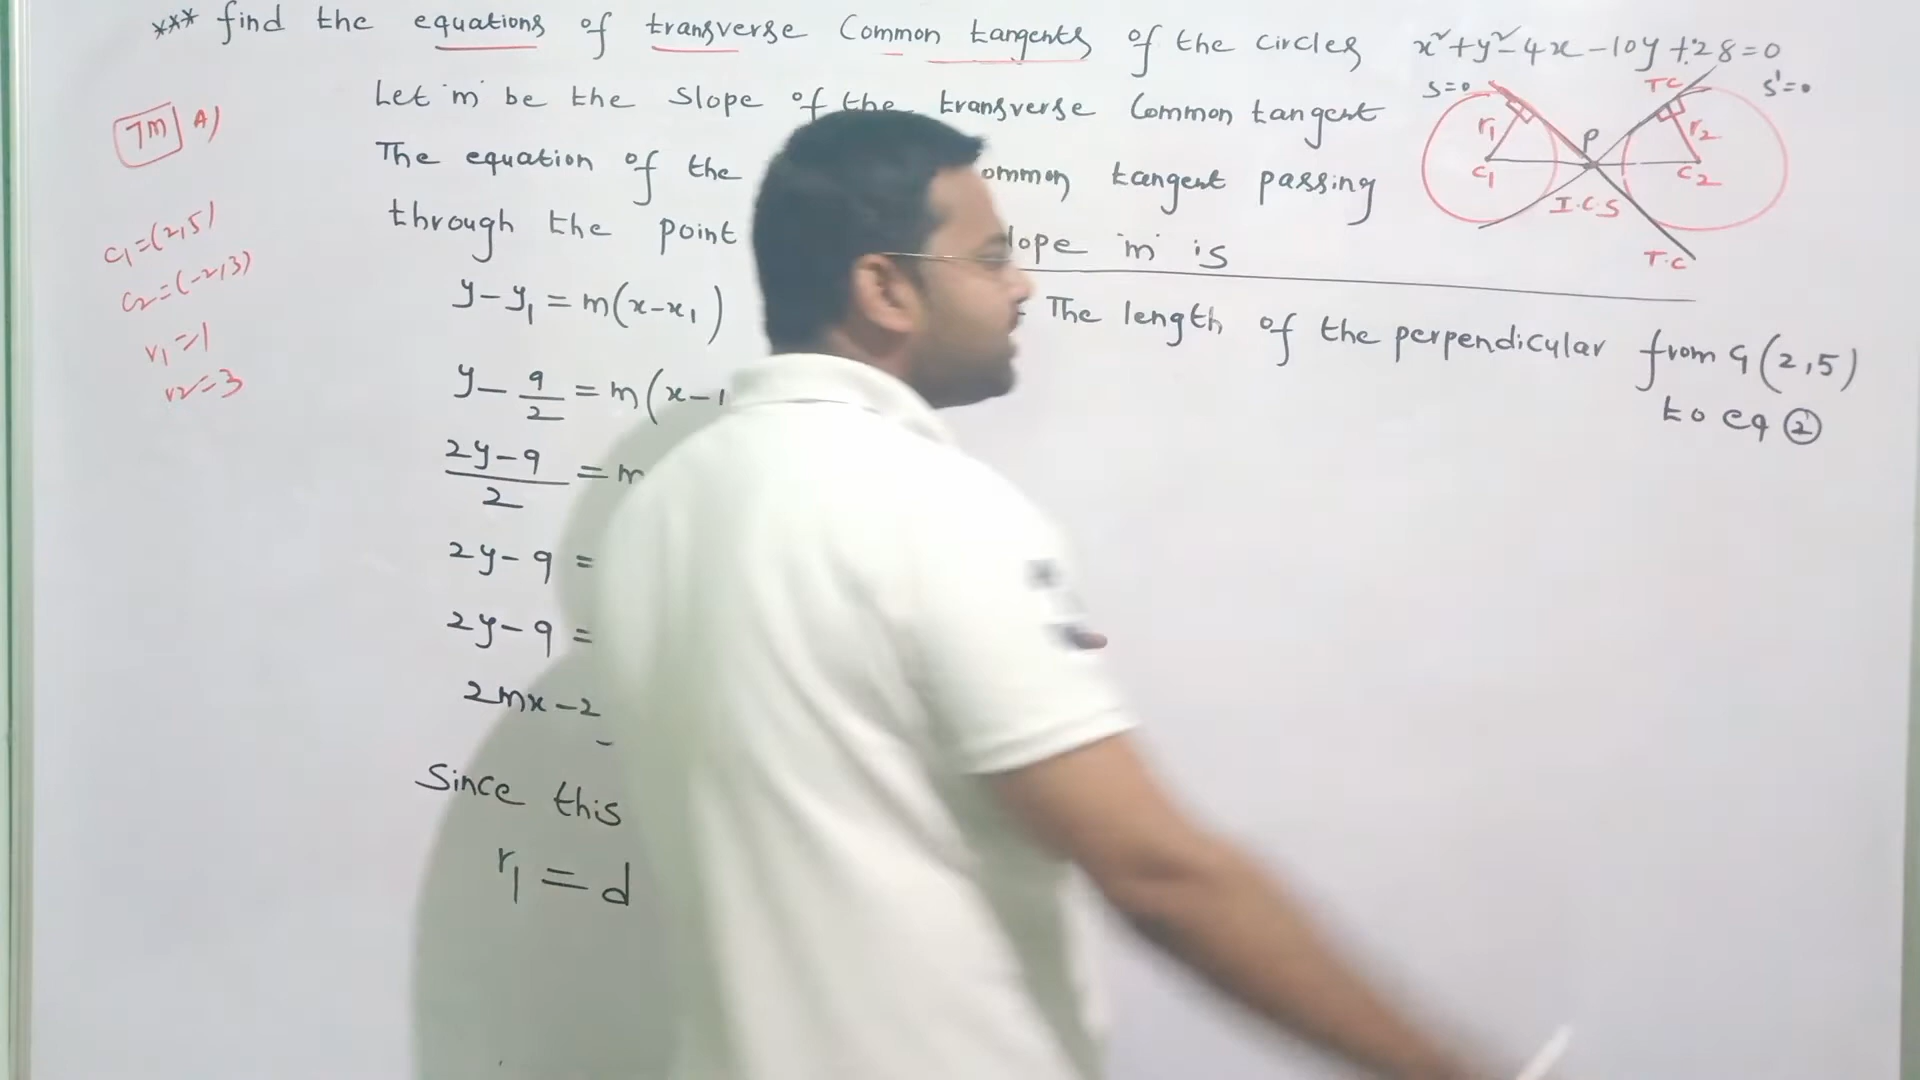 *** find the equations of transverse Common tangents of the circles x²+y²-4x-10y+28=0
7m A)
Let 'm' be the slope of the transverse Common tangent
The equation of the ommon tangent passing
through the point lope 'm' is
y-y₁=m(x-x₁)
y-9/2=m(x-1
(2y-9)/2=m
2y-9=
2y-9=
2mx-2
-
Since this
r₁=d
C₁=(2,5)
C₂=(-2,3)
r₁=1
r₂=3
S=0
T C
S'=0
r₁
P
r₂
C₁
C₂
I.C.S
T.C
The length of the perpendicular from C₁(2,5)
to eq ②